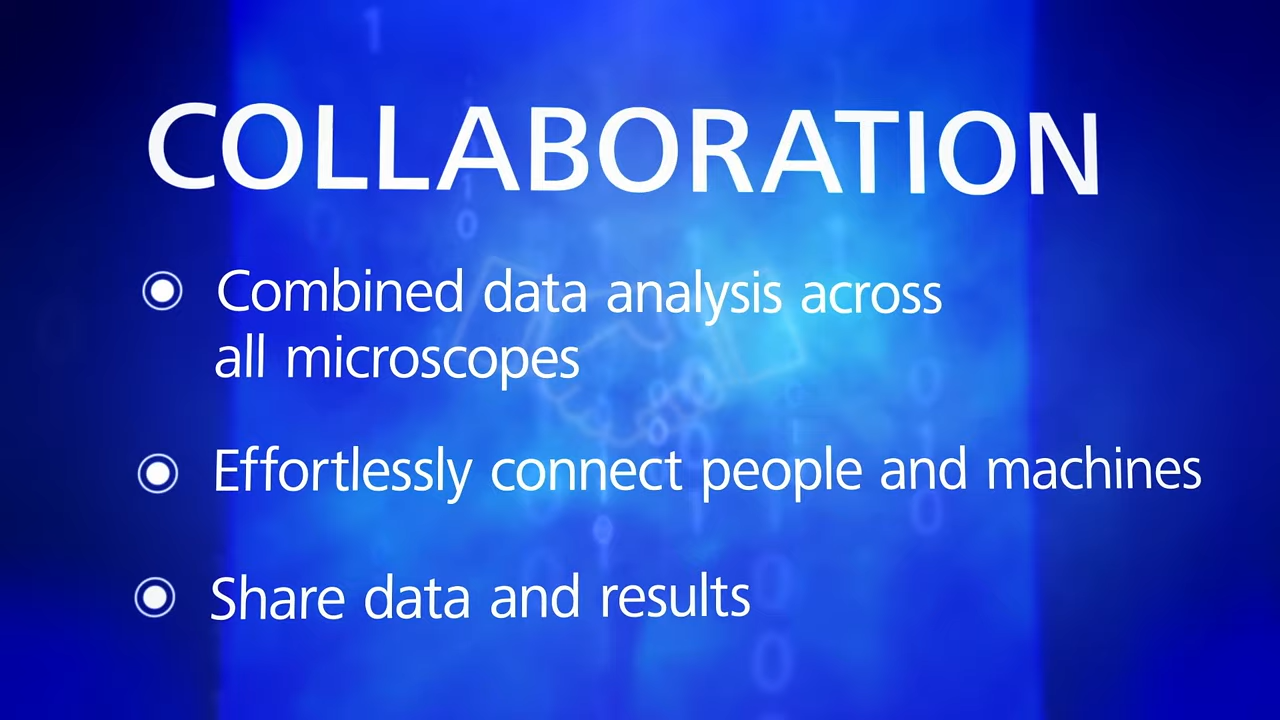 COLLABORATION
Combined data analysis across
all microscopes
Effortlessly connect people and machines
Share data and results